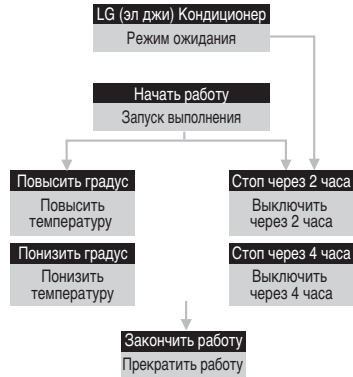 LG (эл джи) Кондиционер
Режим ожидания
Начать работу
Запуск выполнения
Повысить градус
Повысить
температуру
Стоп через 2 часа
Выключить
через 2 часа
Понизить градус
Понизить
температуру
Стоп через 4 часа
Выключить
через 4 часа
Закончить работу
Прекратить работу